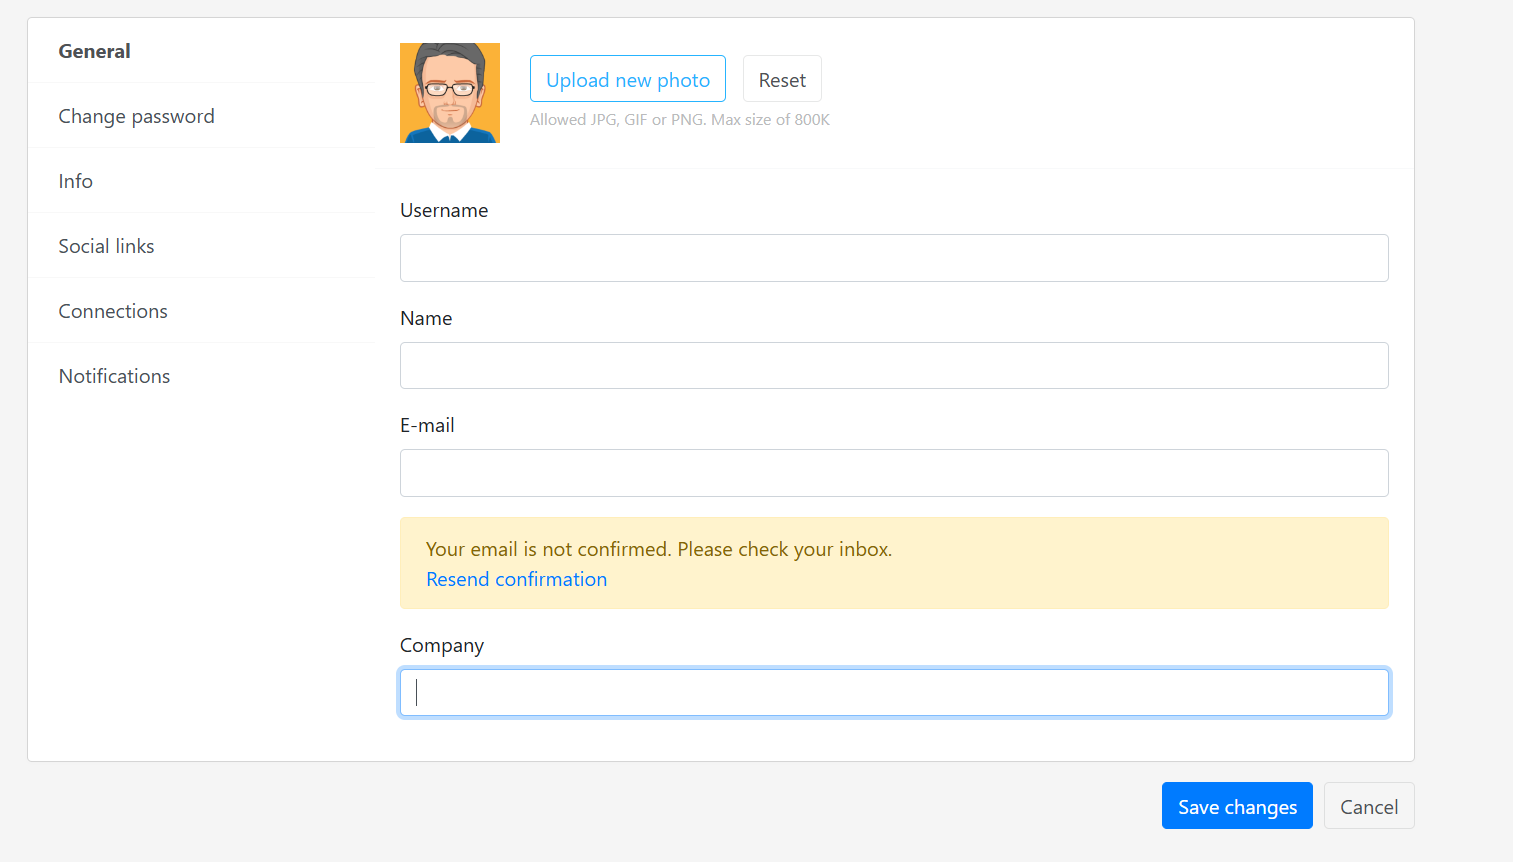 General
Change password
Info
Social links
Connections
Notifications
Upload new photo
Reset
Allowed JPG, GIF or PNG. Max size of 800K
Username
Name
E-mail
Your email is not confirmed. Please check your inbox.
Resend confirmation
Company
Save changes
Cancel